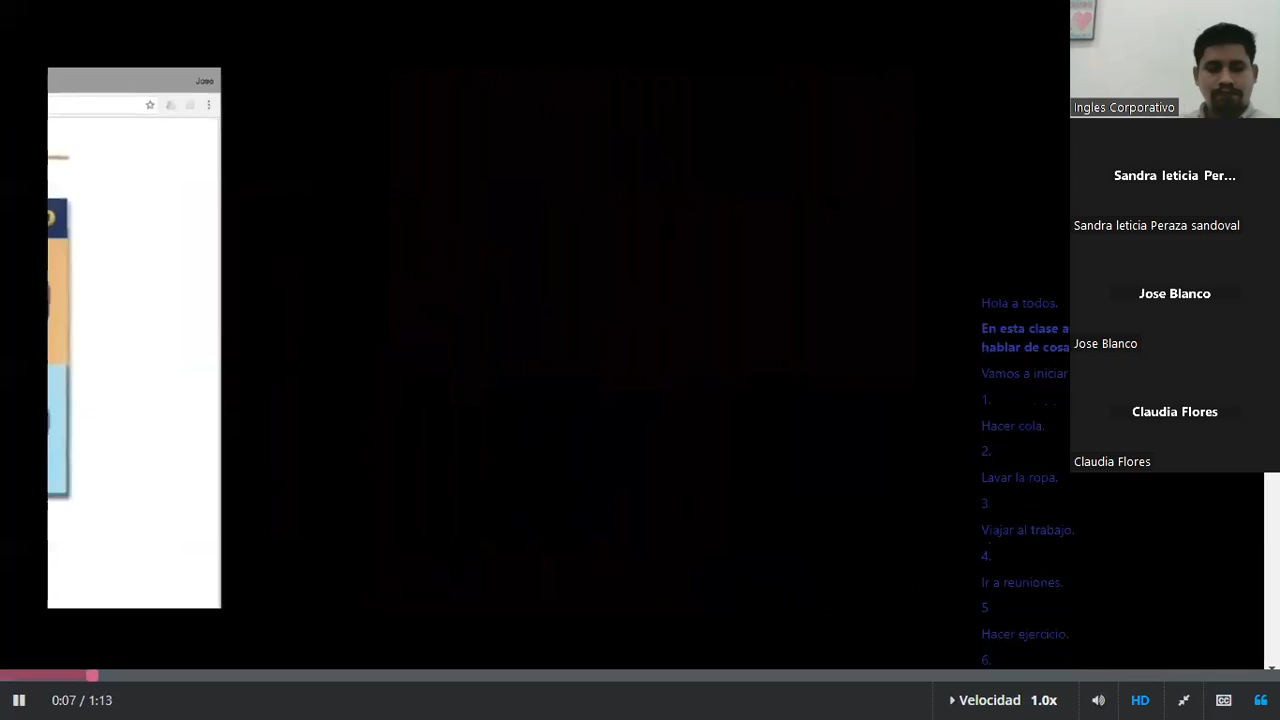 Jose
Ingles Corporativo
Sandra leticia Per...
Sandra leticia Peraza sandoval
Jose Blanco
Jose Blanco
Claudia Flores
Claudia Flores
Hola a todos.
En esta clase a
hablar de cosa
Vamos a iniciar
1.
Hacer cola.
2.
Lavar la ropa.
3.
Viajar al trabajo.
4.
Ir a reuniones.
5
Hacer ejercicio.
6.
0:07 / 1:13
Velocidad 1.0x
HD
CC